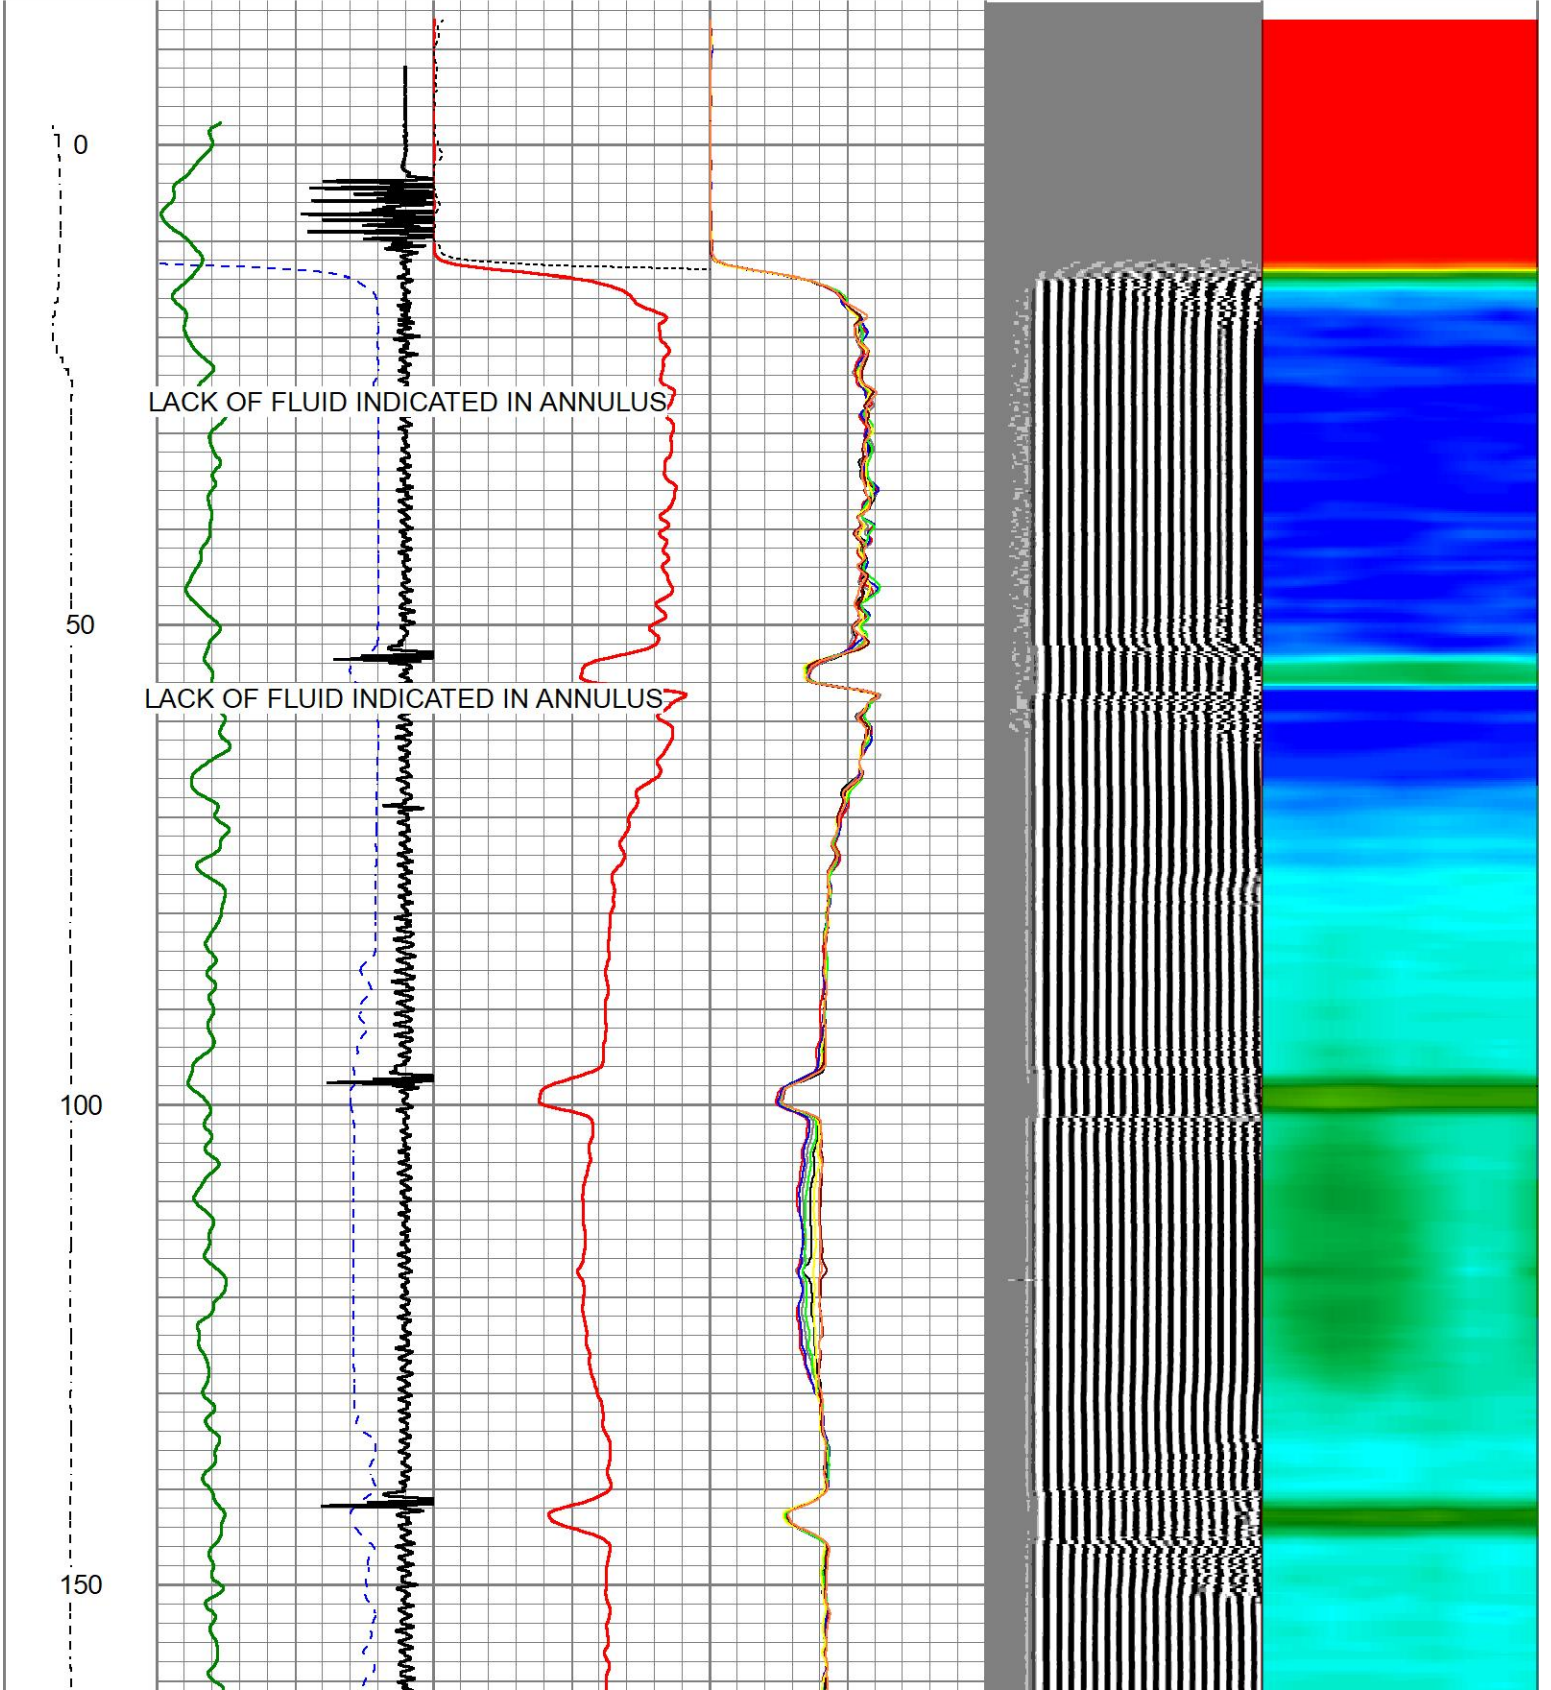 0
LACK OF FLUID INDICATED IN ANNULUS
50
LACK OF FLUID INDICATED IN ANNULUS
100
150